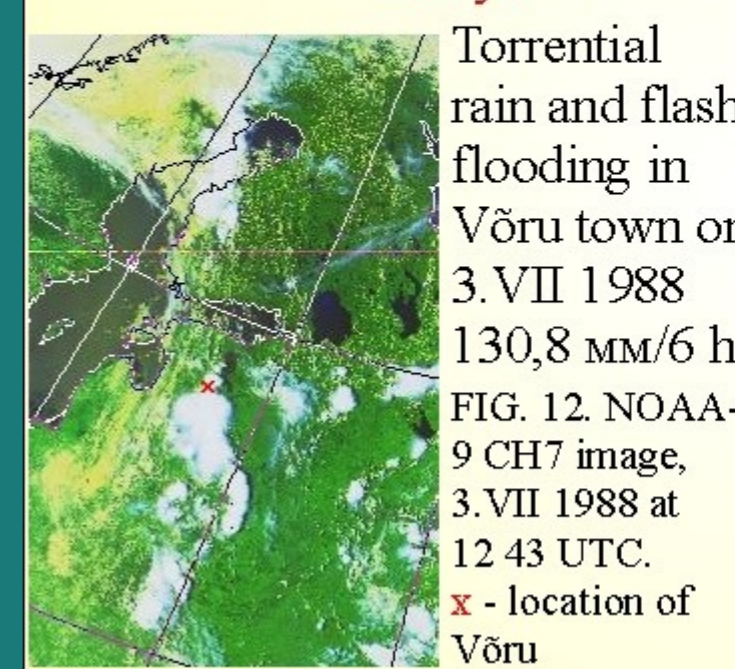 Torrential
rain and flash
flooding in
Võru town on
3.VII 1988
130,8 мм/6 h
FIG. 12. NOAA-
9 CH7 image,
3.VII 1988 at
12 43 UTC.
x - location of
Võru